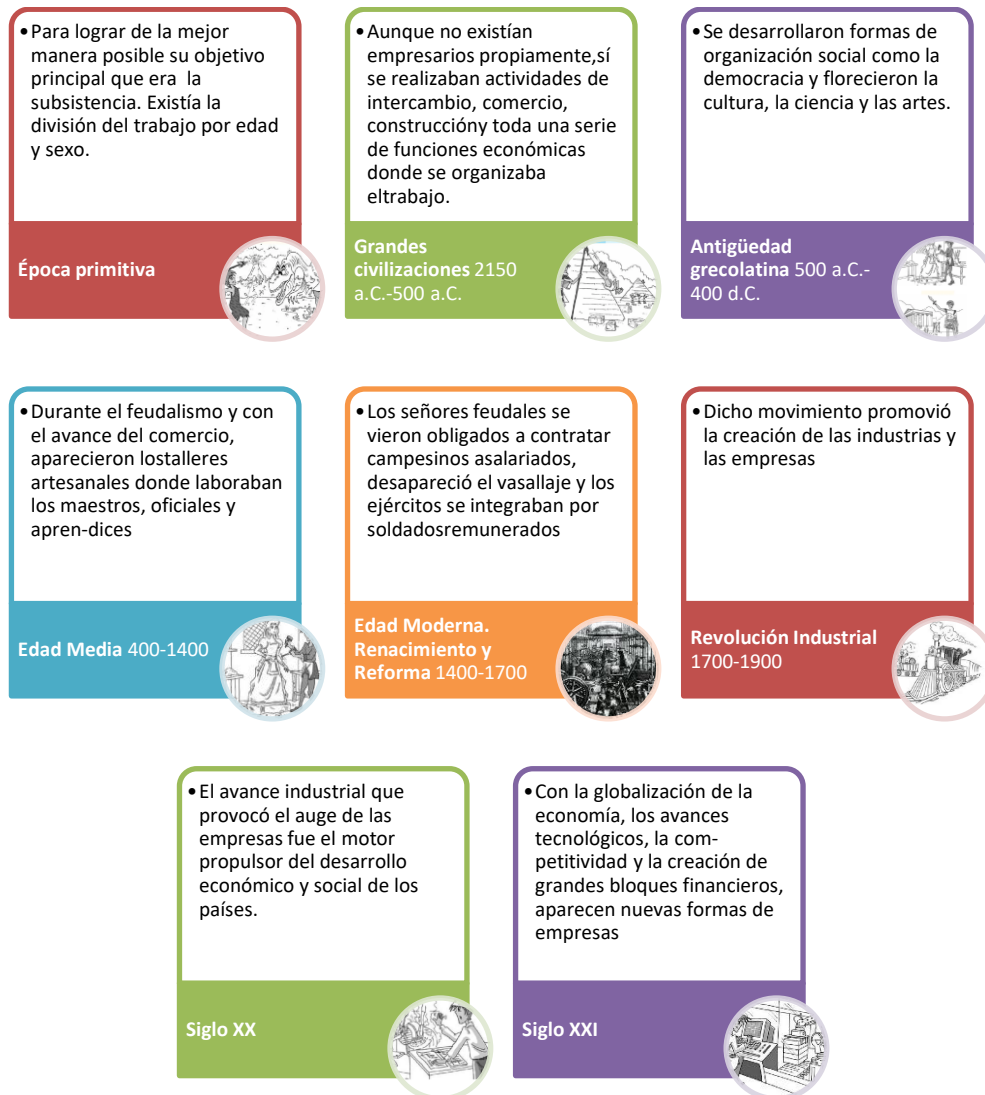 •Para lograr de la mejor
manera posible su objetivo
principal que era  la
subsistencia. Existía la
división del trabajo por edad
y sexo.
Época primitiva
•Aunque no existían
empresarios propiamente,sí
se realizaban actividades de
intercambio, comercio,
construccióny toda una serie
de funciones económicas
donde se organizaba
eltrabajo.
Grandes
civilizaciones 2150
a.C.-500 a.C.
•Se desarrollaron formas de
organización social como la
democracia y florecieron la
cultura, la ciencia y las artes.
Antigüedad
grecolatina 500 a.C.-
400 d.C.
•Durante el feudalismo y con
el avance del comercio,
aparecieron lostalleres
artesanales donde laboraban
los maestros, oficiales y
apren-dices
Edad Media 400-1400
•Los señores feudales se
vieron obligados a contratar
campesinos asalariados,
desapareció el vasallaje y los
ejércitos se integraban por
soldadosremunerados
Edad Moderna.
Renacimiento y
Reforma 1400-1700
•Dicho movimiento promovió
la creación de las industrias y
las empresas
Revolución Industrial
1700-1900
•El avance industrial que
provocó el auge de las
empresas fue el motor
propulsor del desarrollo
económico y social de los
países.
Siglo XX
•Con la globalización de la
economía, los avances
tecnológicos, la com-
petitividad y la creación de
grandes bloques financieros,
aparecen nuevas formas de
empresas
Siglo XXI